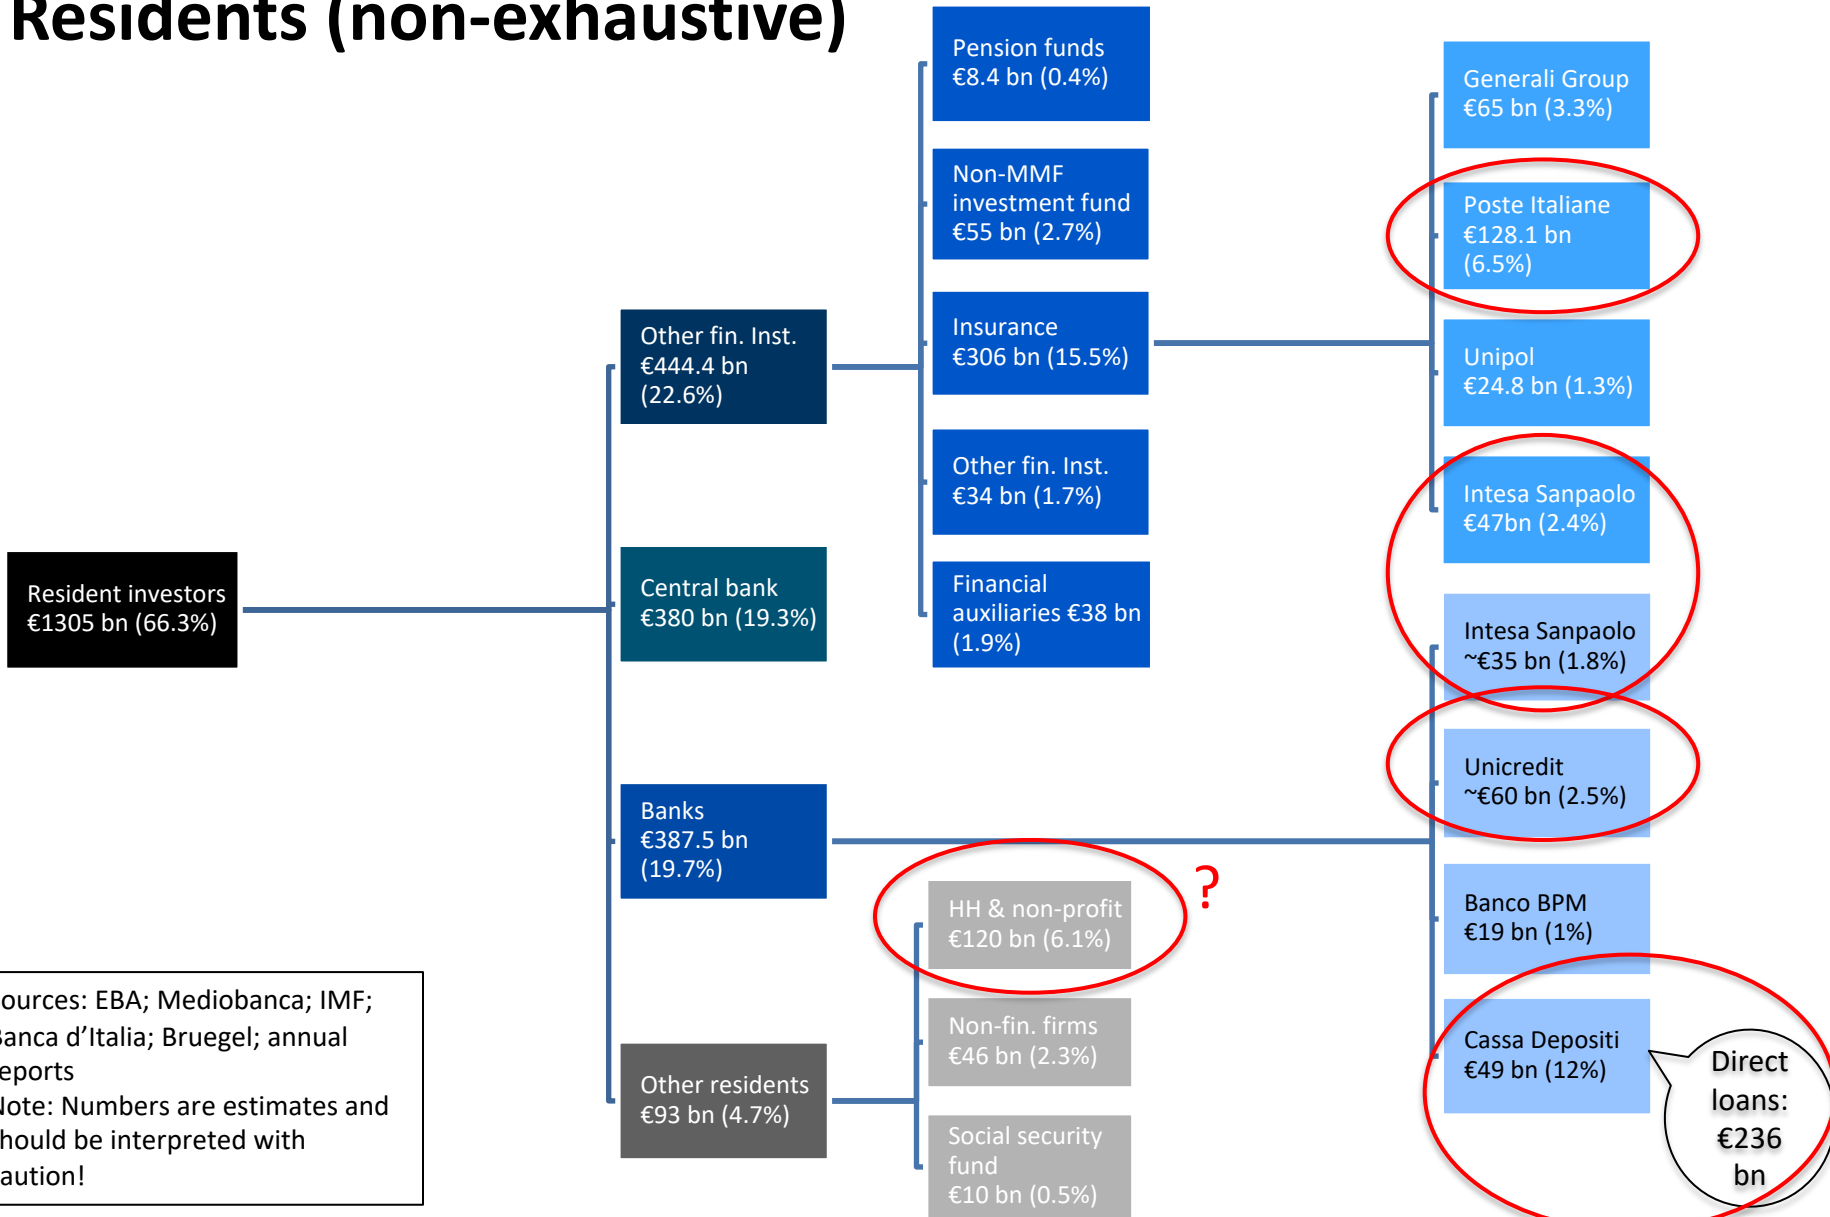 Residents (non-exhaustive)
Resident investors
€1305 bn (66.3%)
Other fin. Inst.
€444.4 bn
(22.6%)
Central bank
€380 bn (19.3%)
Banks
€387.5 bn
(19.7%)
Other residents
€93 bn (4.7%)
Pension funds
€8.4 bn (0.4%)
Non-MMF
investment fund
€55 bn (2.7%)
Insurance
€306 bn (15.5%)
Other fin. Inst.
€34 bn (1.7%)
Financial
auxiliaries €38 bn
(1.9%)
HH & non-profit
€120 bn (6.1%)
?
Non-fin. firms
€46 bn (2.3%)
Social security
fund
€10 bn (0.5%)
Generali Group
€65 bn (3.3%)
Poste Italiane
€128.1 bn
(6.5%)
Unipol
€24.8 bn (1.3%)
Intesa Sanpaolo
€47bn (2.4%)
Intesa Sanpaolo
~€35 bn (1.8%)
Unicredit
~€60 bn (2.5%)
Banco BPM
€19 bn (1%)
Cassa Depositi
€49 bn (12%)
Direct
loans:
€236
bn
ources: EBA; Mediobanca; IMF;
Banca d’Italia; Bruegel; annual
eports
Note: Numbers are estimates and
hould be interpreted with
aution!